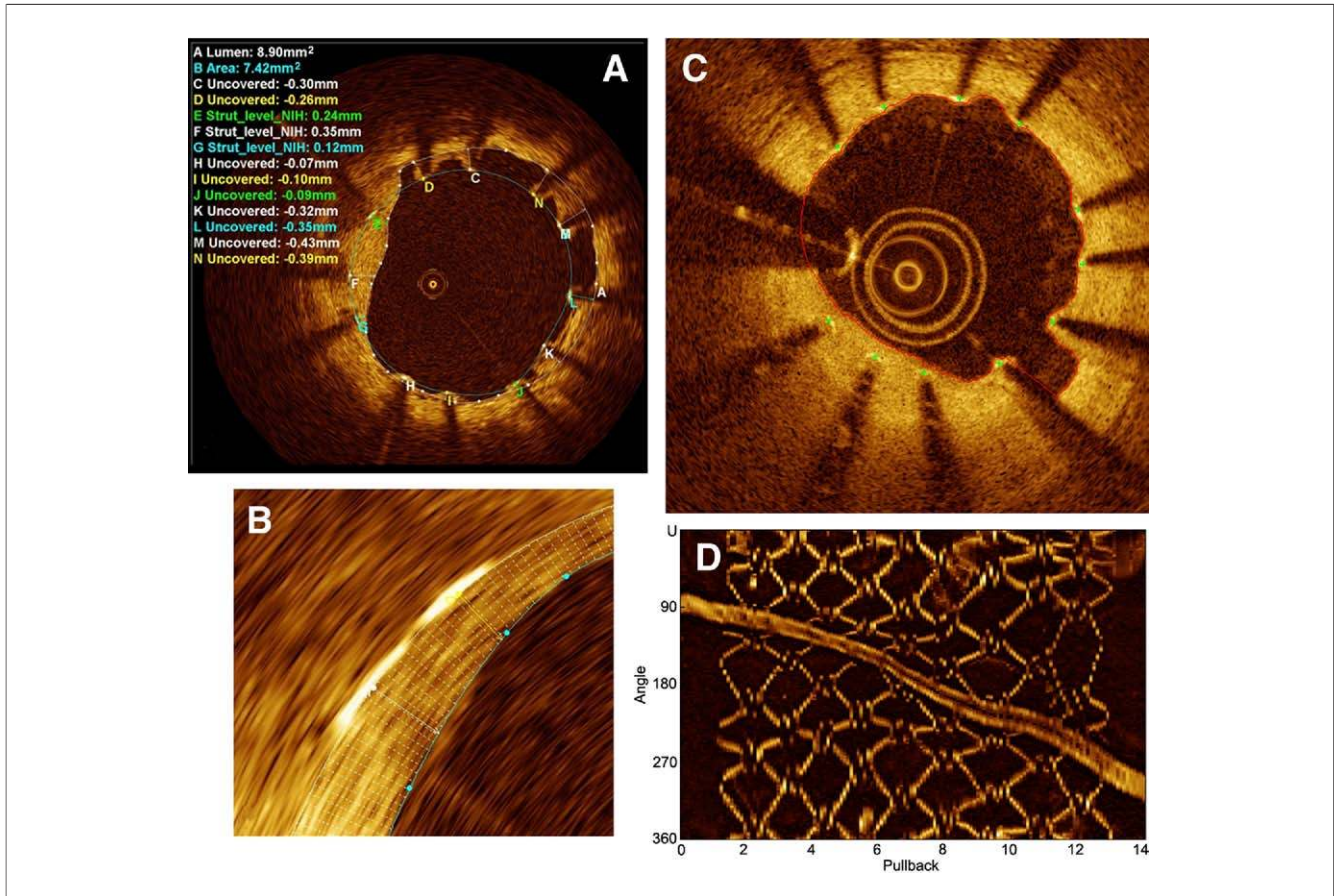 A Lumen: 8.90mm²
B Area: 7.42mm²
C Uncovered: -0.30mm
D Uncovered: -0.26mm
E Strut_level_NIH: 0.24mm
F Strut_level_NIH: 0.35mm
G Strut_level_NIH: 0.12mm
H Uncovered: -0.07mm
I Uncovered: -0.10mm
J Uncovered: -0.09mm
K Uncovered: -0.32mm
L Uncovered: -0.35mm
M Uncovered: -0.43mm
N Uncovered: -0.39mm
A
D
C
N
M
A
F
L
G
K
H
I
J
C
B
D
U
90
180
270
360
Angle
0 2 4 6 8 10 12 14
Pullback